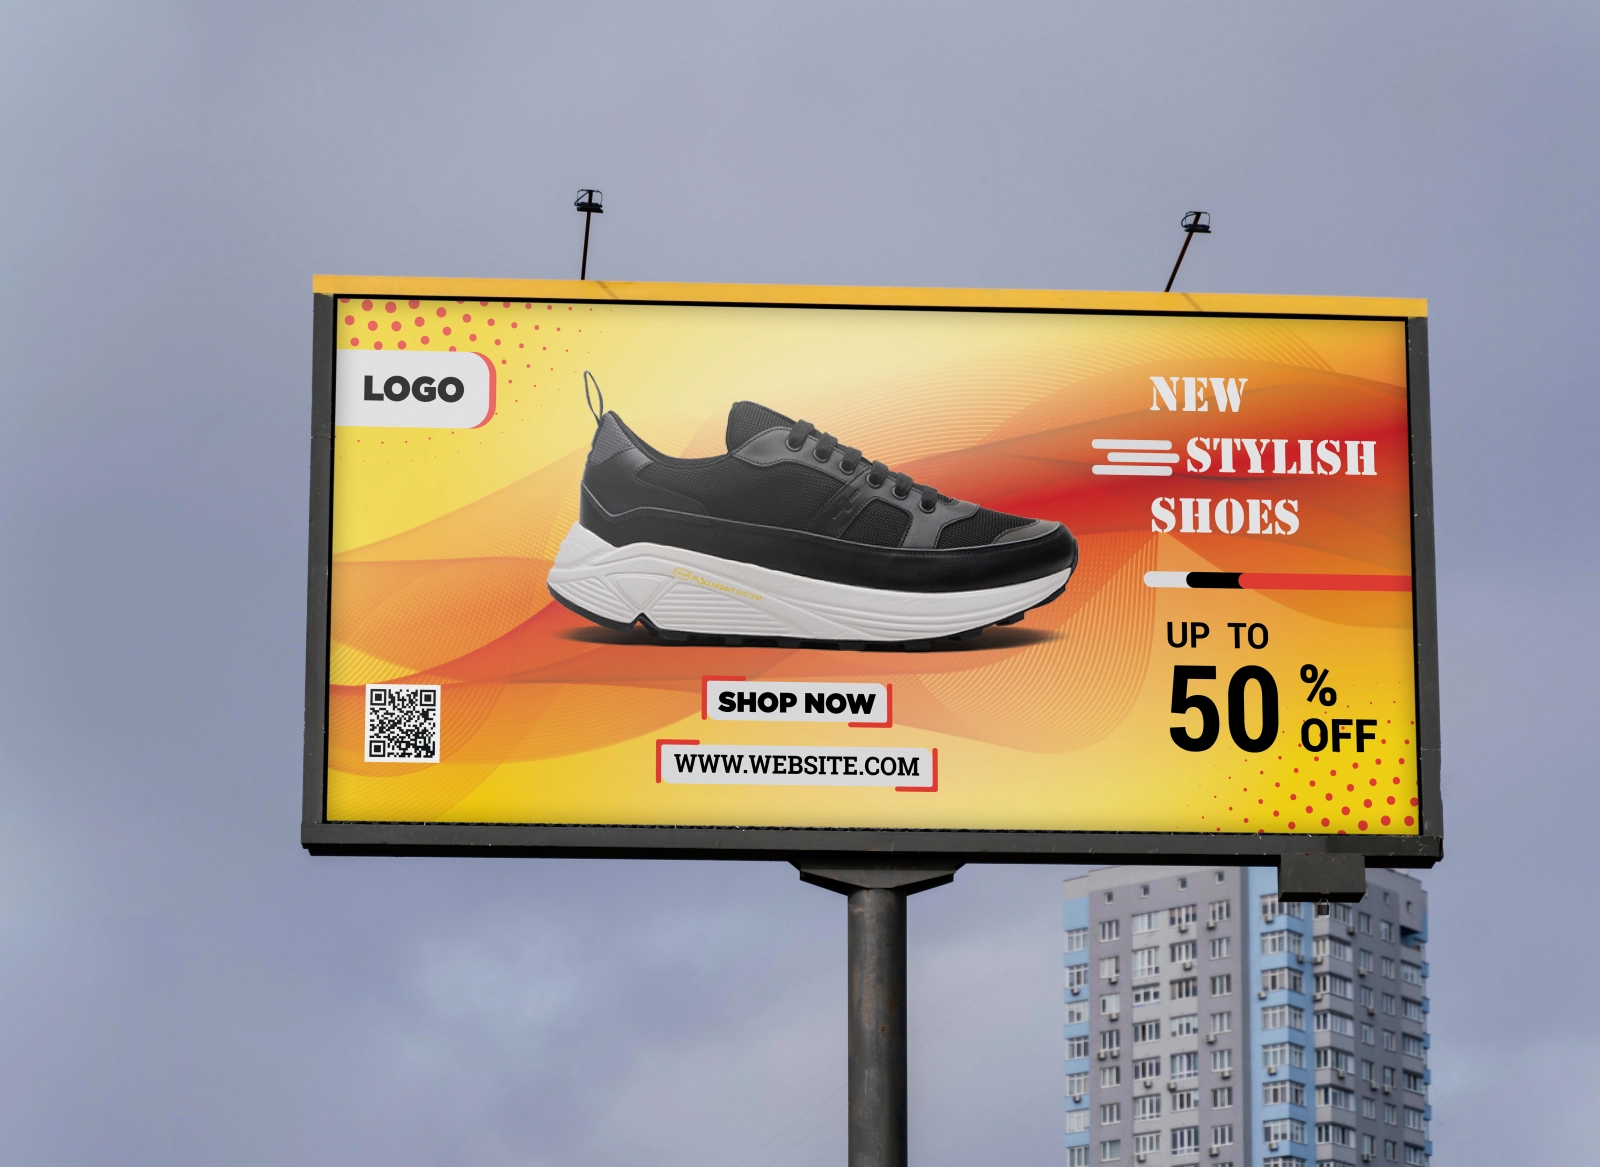 LOGO
NEW
STYLISH
SHOES
UP TO
50 %
OFF
SHOP NOW
WWW.WEBSITE.COM